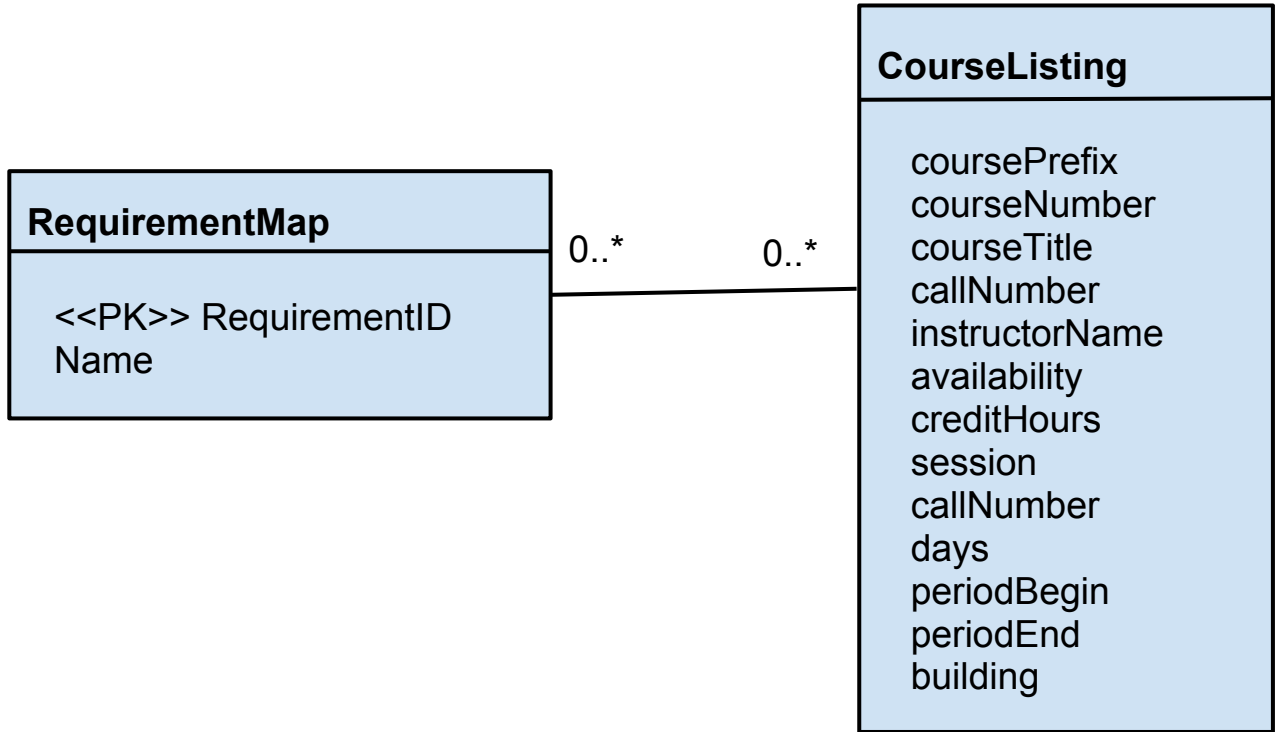 RequirementMap
<<PK>> RequirementID
Name
0..*
0..*
CourseListing
coursePrefix
courseNumber
courseTitle
callNumber
instructorName
availability
creditHours
session
callNumber
days
periodBegin
periodEnd
building